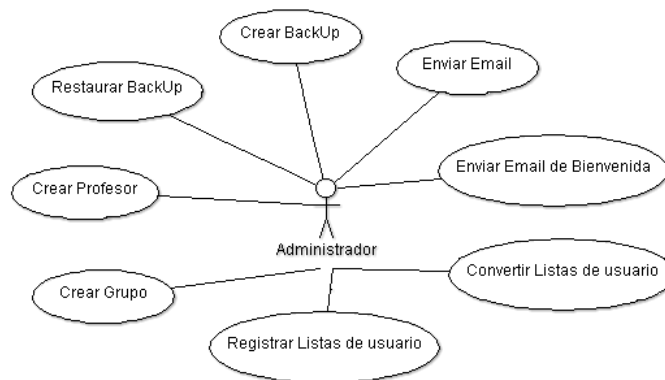 Crear BackUp
Enviar Email
Restaurar BackUp
Enviar Email de Bienvenida
Crear Profesor
Administrador
Convertir Listas de usuario
Crear Grupo
Registrar Listas de usuario